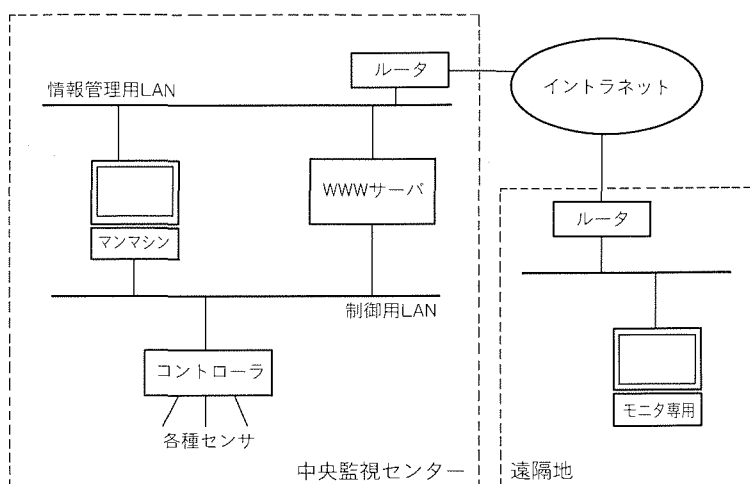 ルータ
情報管理用LAN
イントラネット
WWWサーバ
マンマシン
ルータ
制御用LAN
コントローラ
モニタ専用
各種センサ
中央監視センター
遠隔地